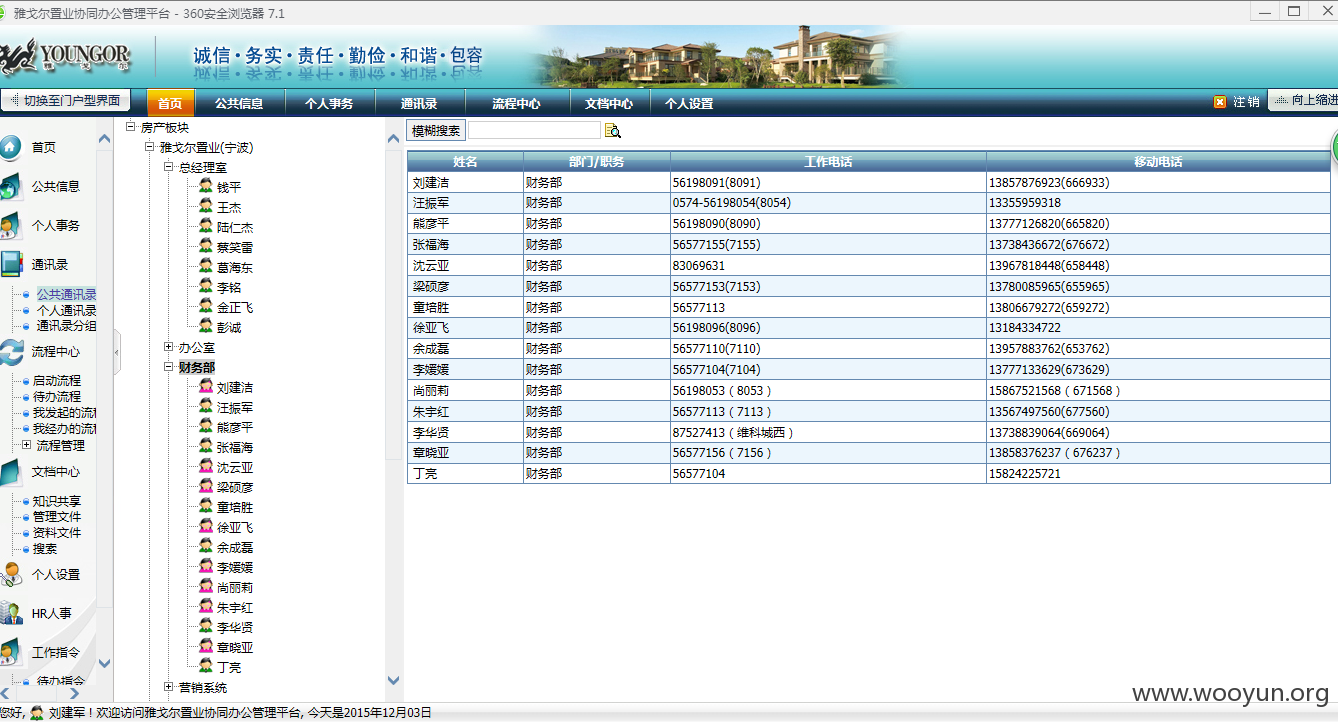 雅戈尔置业协同办公管理平台 - 360安全浏览器 7.1
YOUNGOR
雅戈尔
诚信·务实·责任·勤俭·和谐·包容
切换至门户型界面 首页 公共信息 个人事务 通讯录 流程中心 文档中心 个人设置 注销 向上缩进
首页
公共信息
个人事务
通讯录
公共通讯录
个人通讯录
通讯录分组
流程中心
启动流程
待办流程
我发起的流程
我经办的流程
流程管理
文档中心
知识共享
管理文件
资料文件
搜索
个人设置
HR人事
工作指令
待办指令
房产板块
雅戈尔置业(宁波)
总经理室
钱平
王杰
陆仁杰
蔡笑雷
葛海东
李铭
金正飞
彭诚
办公室
财务部
刘建洁
汪振军
熊彦平
张福海
沈云亚
梁硕彦
童培胜
徐亚飞
余成磊
李媛媛
尚丽莉
朱宇红
李华贤
章晓亚
丁亮
营销系统
模糊搜索
姓名 部门/职务 工作电话 移动电话
刘建洁 财务部 56198091(8091) 13857876923(666933)
汪振军 财务部 0574-56198054(8054) 13355959318
熊彦平 财务部 56198090(8090) 13777126820(665820)
张福海 财务部 56577155(7155) 13738436672(676672)
沈云亚 财务部 83069631 13967818448(658448)
梁硕彦 财务部 56577153(7153) 13780085965(655965)
童培胜 财务部 56577113 13806679272(659272)
徐亚飞 财务部 56198096(8096) 13184334722
余成磊 财务部 56577110(7110) 13957883762(653762)
李媛媛 财务部 56577104(7104) 13777133629(673629)
尚丽莉 财务部 56198053（8053） 15867521568（671568）
朱宇红 财务部 56577113（7113） 13567497560(677560)
李华贤 财务部 87527413（维科城西） 13738839064(669064)
章晓亚 财务部 56577156（7156） 13858376237（676237）
丁亮 财务部 56577104 15824225721
www.wooyun.org
您好, 刘建军！欢迎访问雅戈尔置业协同办公管理平台, 今天是2015年12月03日